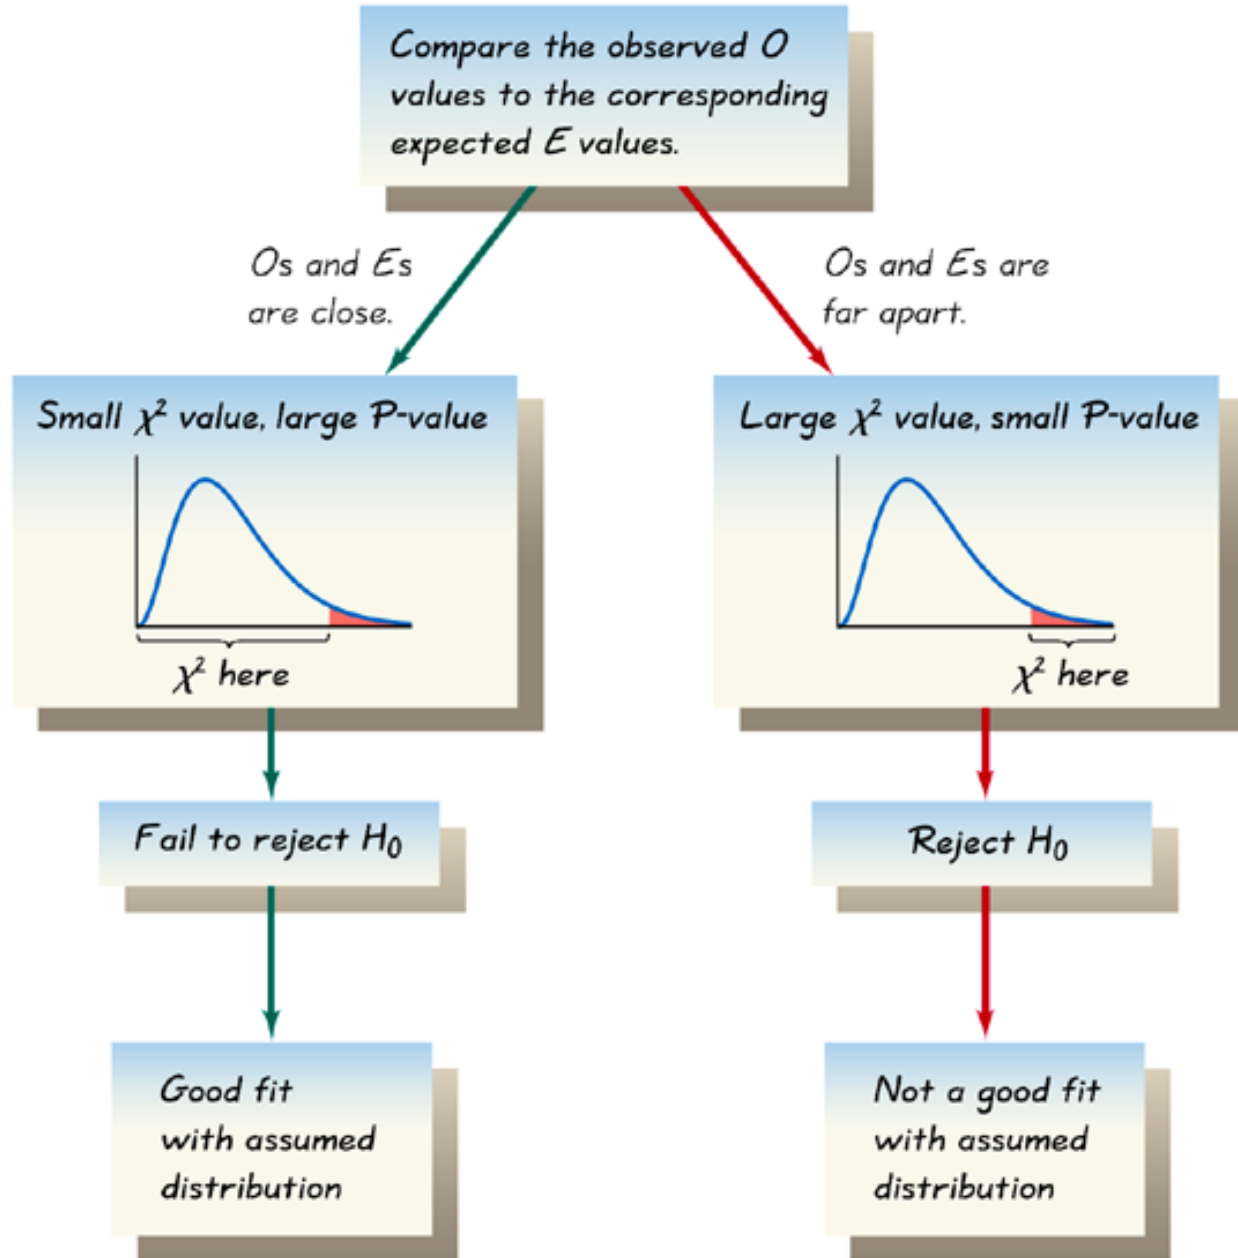 Compare the observed O
values to the corresponding
expected E values.
Os and Es
are close.
Os and Es are
far apart.
Small χ² value, large P-value
χ² here
Large χ² value, small P-value
χ² here
Fail to reject H₀
Reject H₀
Good fit
with assumed
distribution
Not a good fit
with assumed
distribution